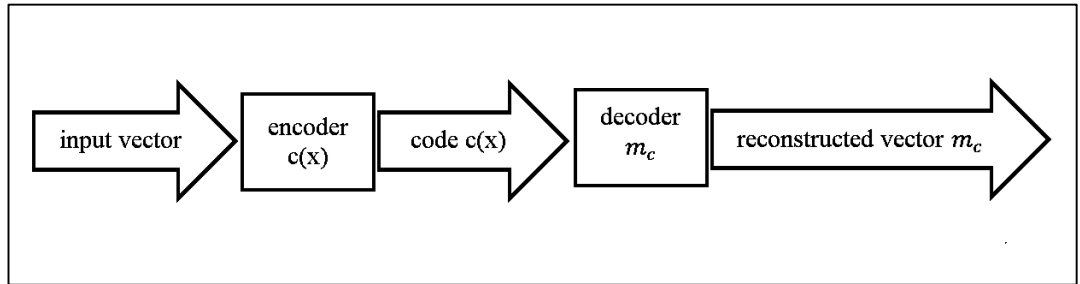 input vector
encoder
c(x)
code c(x)
decoder
m_c
reconstructed vector m_c